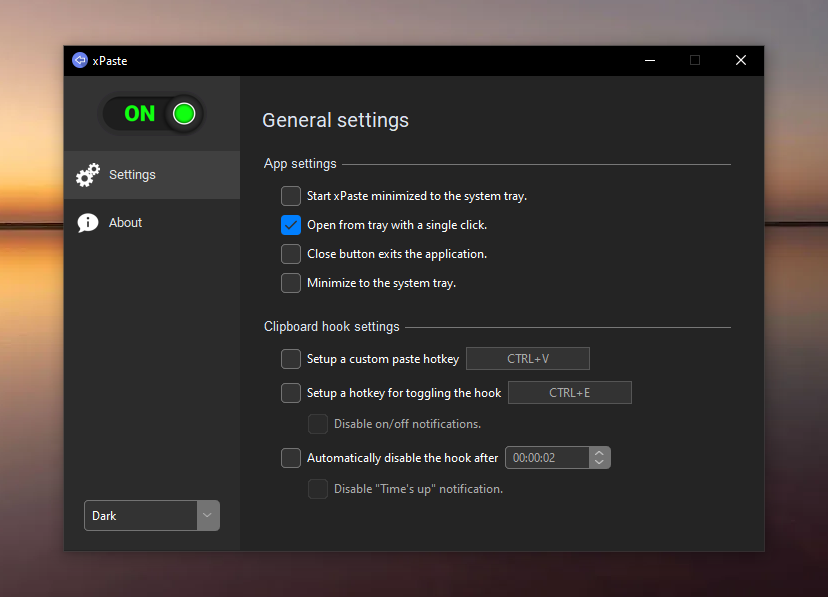 xPaste
ON
Settings
About
Dark
General settings
App settings
Start xPaste minimized to the system tray.
Open from tray with a single click.
Close button exits the application.
Minimize to the system tray.
Clipboard hook settings
Setup a custom paste hotkey CTRL+V
Setup a hotkey for toggling the hook CTRL+E
Disable on/off notifications.
Automatically disable the hook after 00:00:02
Disable "Time's up" notification.